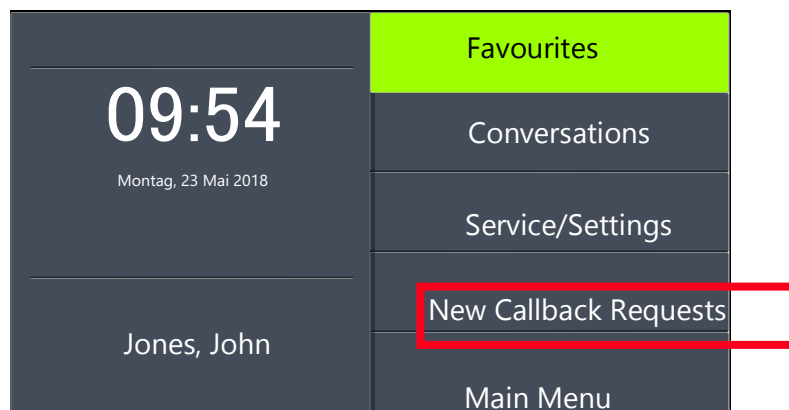 09:54
Montag, 23 Mai 2018
Jones, John
Favourites
Conversations
Service/Settings
New Callback Requests
Main Menu